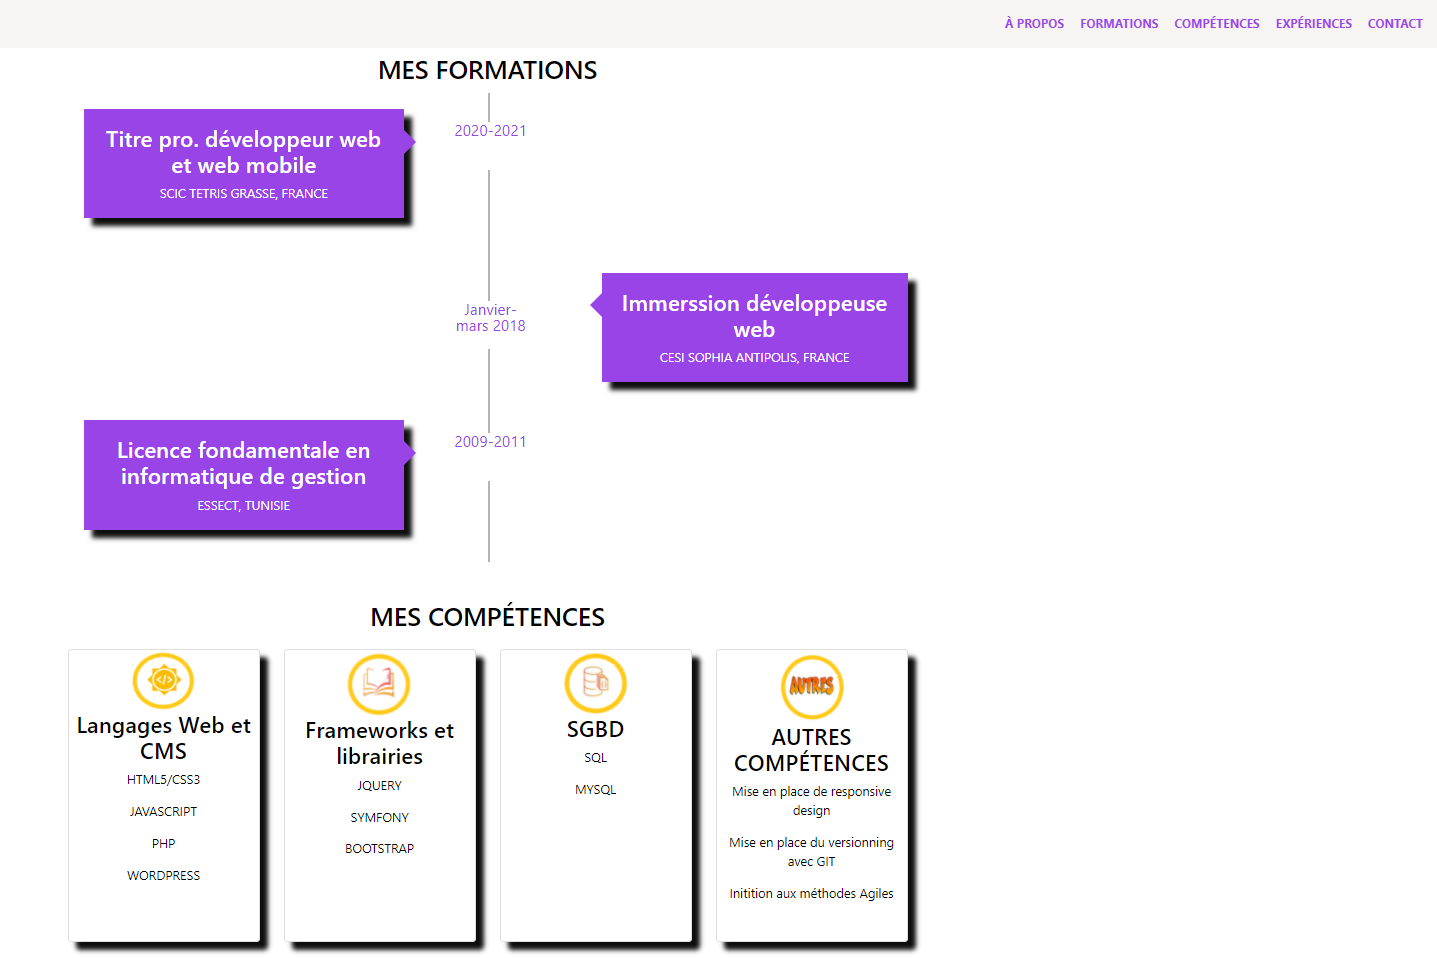 À PROPOS FORMATIONS COMPÉTENCES EXPÉRIENCES CONTACT
MES FORMATIONS
Titre pro. développeur web
et web mobile
SCIC TETRIS GRASSE, FRANCE
2020-2021
Janvier-
mars 2018
Immerssion développeuse
web
CESI SOPHIA ANTIPOLIS, FRANCE
Licence fondamentale en
informatique de gestion
ESSECT, TUNISIE
2009-2011
MES COMPÉTENCES
Langages Web et
CMS
HTML5/CSS3
JAVASCRIPT
PHP
WORDPRESS
Frameworks et
librairies
JQUERY
SYMFONY
BOOTSTRAP
SGBD
SQL
MYSQL
AUTRES
AUTRES
COMPÉTENCES
Mise en place de responsive
design
Mise en place du versionning
avec GIT
Initition aux méthodes Agiles